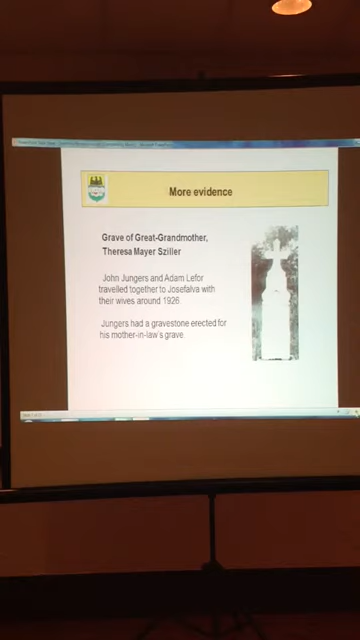 More evidence
Grave of Great-Grandmother,
Theresa Mayer Sziller
John Jungers and Adam Lefor
travelled together to Josefalva with
their wives around 1926
Jungers had a gravestone erected for
his mother-in-law's grave